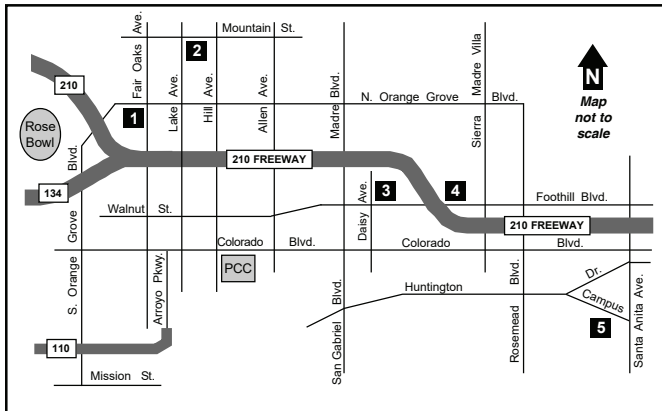 Mountain St.
Fair Oaks Ave.
2
210
Lake Ave.
Hill Ave.
Allen Ave.
Madre Blvd.
N. Orange Grove Blvd.
Sierra Madre Villa
N
Map
not to
scale
Rose
Bowl
1
210 FREEWAY
134
3
4
Foothill Blvd.
Walnut St.
Daisy Ave.
210 FREEWAY
S. Orange Grove Blvd.
Colorado Blvd.
Colorado Blvd.
PCC
Arroyo Pkwy.
San Gabriel Blvd.
Huntington Dr.
Rosemead Blvd.
Campus
5
Santa Anita Ave.
110
Mission St.